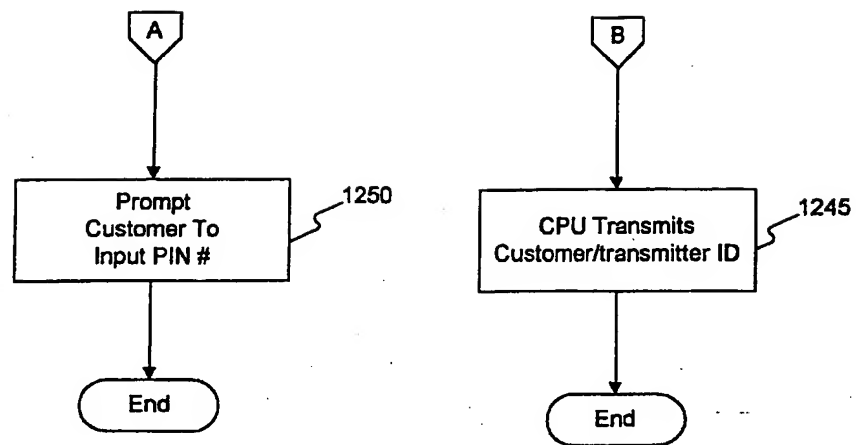 A
Prompt
Customer To
Input PIN #
1250
End
B
CPU Transmits
Customer/transmitter ID
1245
End